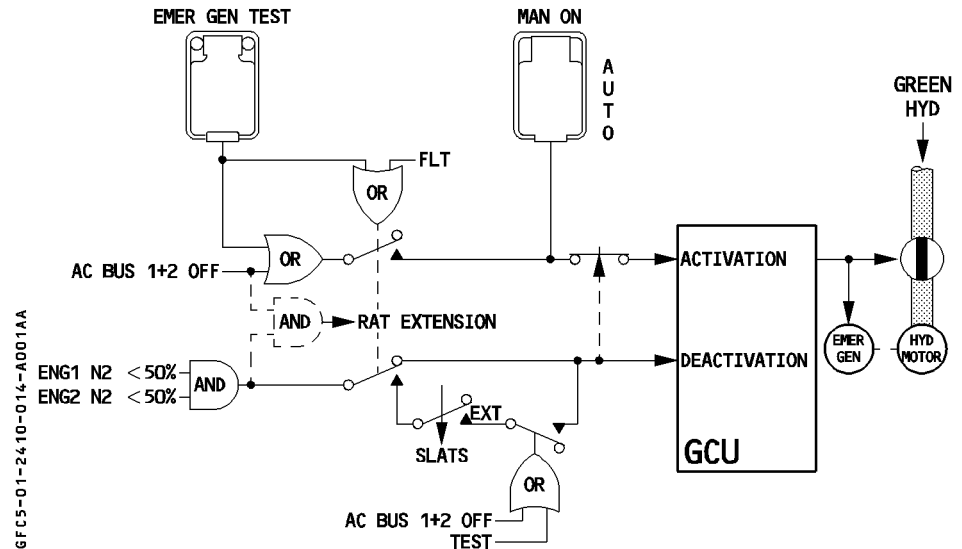 EMER GEN TEST
MAN ON
AUTO
GREEN
HYD
FLT
OR
OR
AC BUS 1+2 OFF
ACTIVATION
AND
RAT EXTENSION
EMER
GEN
HYD
MOTOR
ENG1 N2 <50%
ENG2 N2 <50%
AND
DEACTIVATION
EXT
SLATS
GCU
OR
AC BUS 1+2 OFF
TEST
GFC5-01-2410-014-A001AA